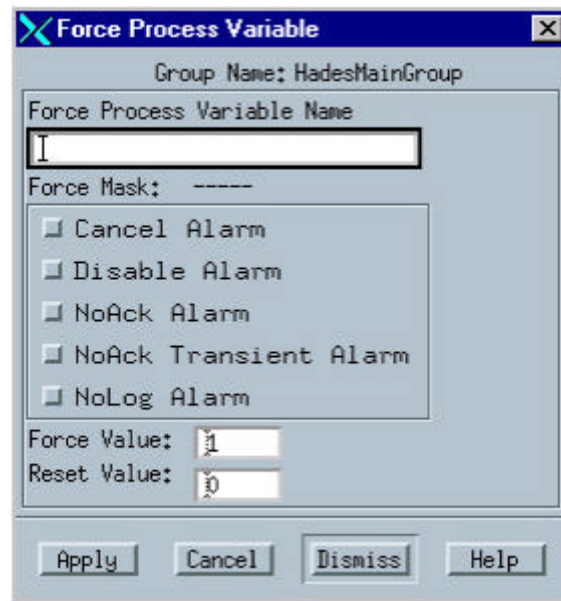 Force Process Variable
Group Name: HadesMainGroup
Force Process Variable Name
Force Mask: -----
Cancel Alarm
Disable Alarm
NoAck Alarm
NoAck Transient Alarm
NoLog Alarm
Force Value: 1
Reset Value: 0
Apply Cancel Dismiss Help